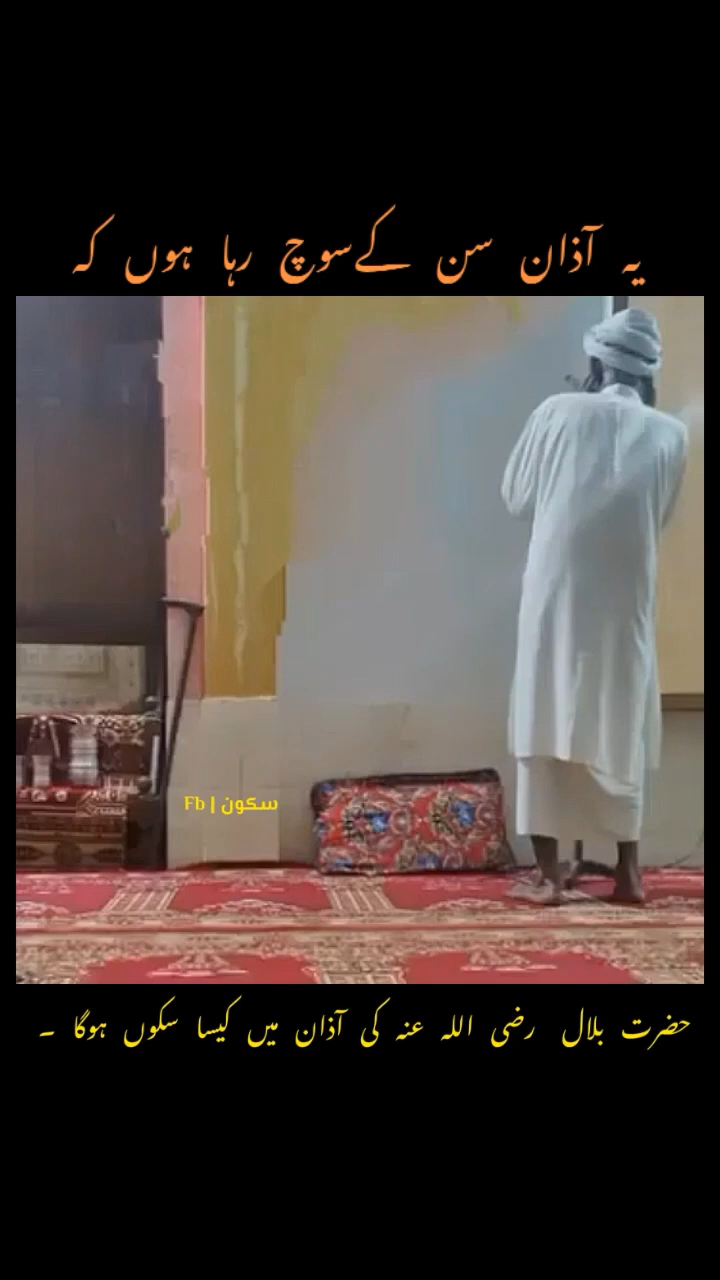 یہ آذان سن کے سوچ رہا ہوں کہ
سکون | Fb
حضرت بلال رضی اللہ عنہ کی آذان میں کیسا سکوں ہوگا ۔